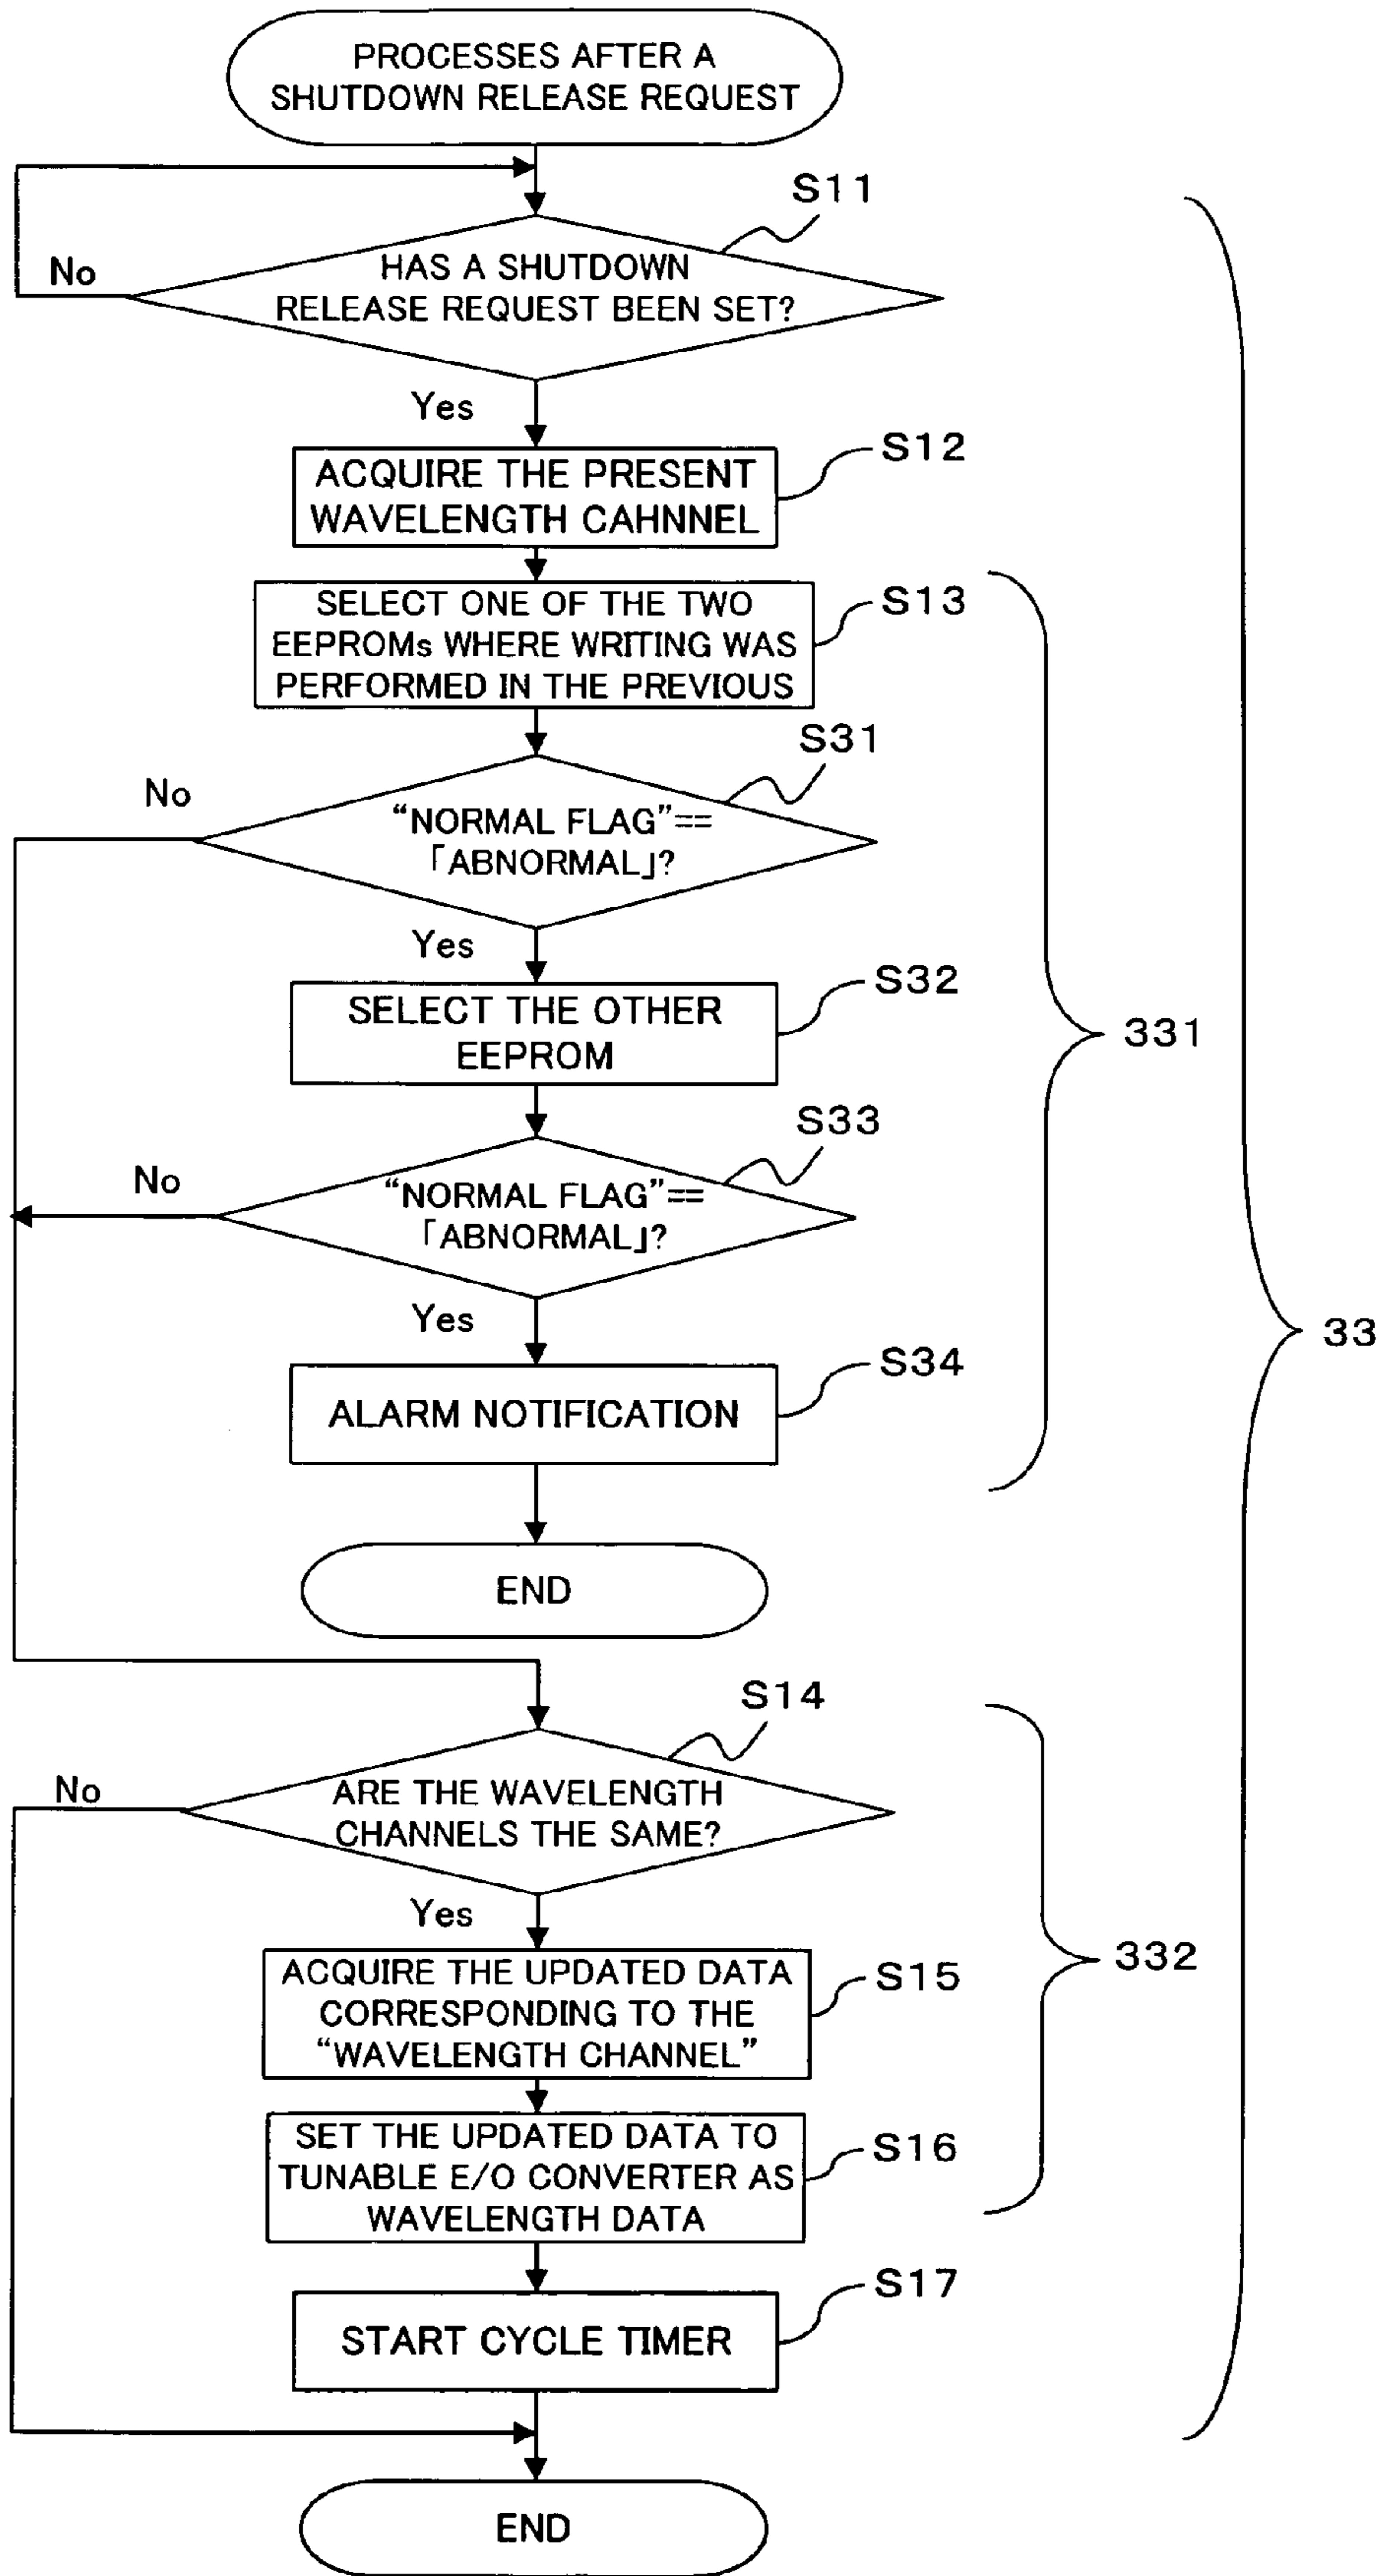 PROCESSES AFTER A
SHUTDOWN RELEASE REQUEST
S11
No
HAS A SHUTDOWN
RELEASE REQUEST BEEN SET?
Yes
S12
ACQUIRE THE PRESENT
WAVELENGTH CAHNNEL
S13
SELECT ONE OF THE TWO
EEPROMs WHERE WRITING WAS
PERFORMED IN THE PREVIOUS
S31
No
“NORMAL FLAG”==
「ABNORMAL」?
Yes
S32
SELECT THE OTHER
EEPROM
331
S33
No
“NORMAL FLAG”==
「ABNORMAL」?
Yes
33
S34
ALARM NOTIFICATION
END
S14
No
ARE THE WAVELENGTH
CHANNELS THE SAME?
Yes
332
S15
ACQUIRE THE UPDATED DATA
CORRESPONDING TO THE
“WAVELENGTH CHANNEL”
S16
SET THE UPDATED DATA TO
TUNABLE E/O CONVERTER AS
WAVELENGTH DATA
S17
START CYCLE TIMER
END